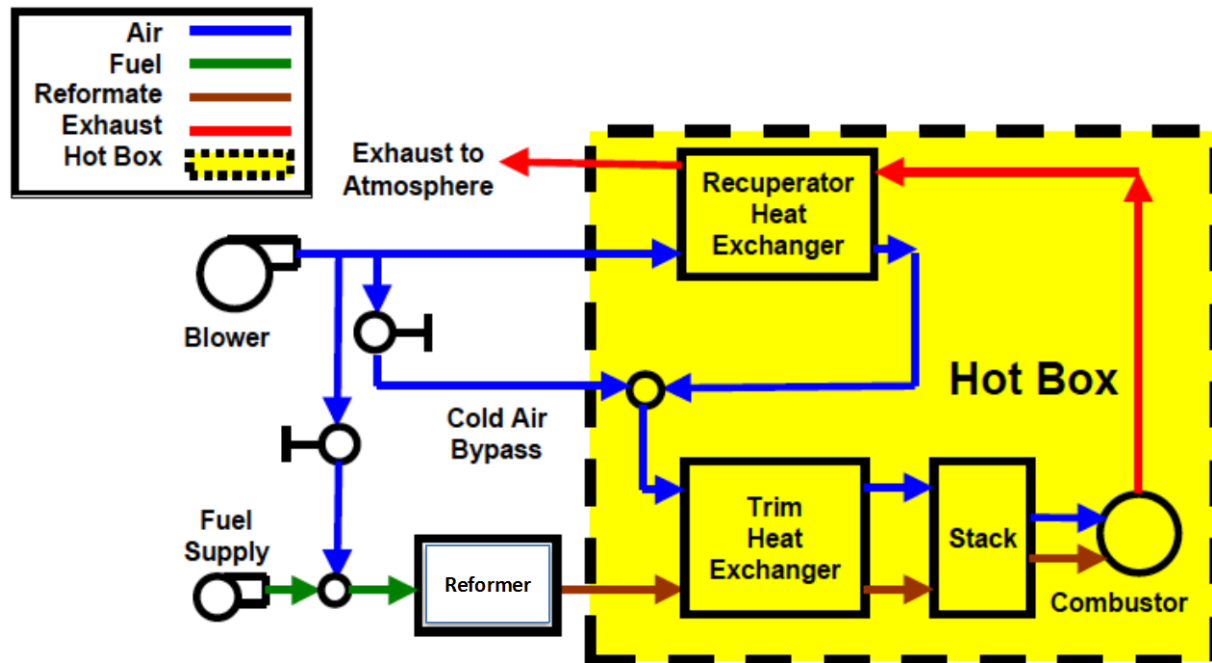 Air
Fuel
Reformate
Exhaust
Hot Box
Exhaust to
Atmosphere
Recuperator
Heat
Exchanger
Blower
Hot Box
Cold Air
Bypass
Fuel
Supply
Reformer
Trim
Heat
Exchanger
Stack
Combustor